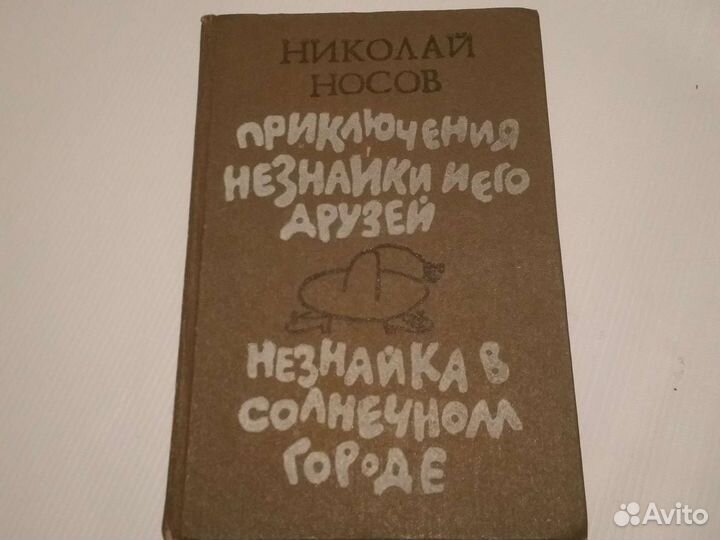 НИКОЛАЙ
НОСОВ
ПРИКЛЮЧЕНИЯ
НЕЗНАЙКИ И ЕГО
ДРУЗЕЙ
НЕЗНАЙКА В
СОЛНЕЧНОМ
ГОРОДЕ
Avito